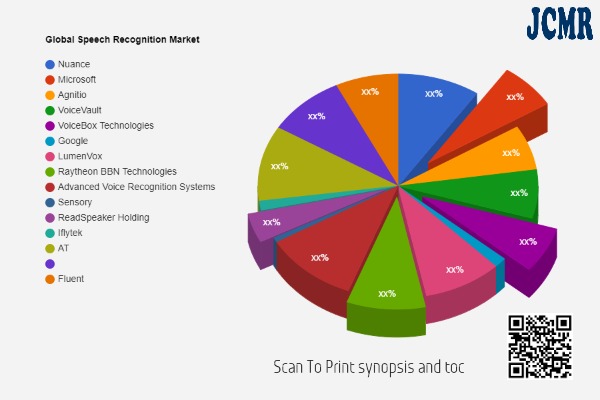 JCMR
Global Speech Recognition Market
Nuance
Microsoft
Agnitio
VoiceVault
VoiceBox Technologies
Google
LumenVox
Raytheon BBN Technologies
Advanced Voice Recognition Systems
Sensory
ReadSpeaker Holding
Iflytek
AT
Fluent
xx%
xx%
xx%
xx%
xx%
xx%
xx%
xx%
xx%
xx%
xx%
xx%
Scan To Print synopsis and toc